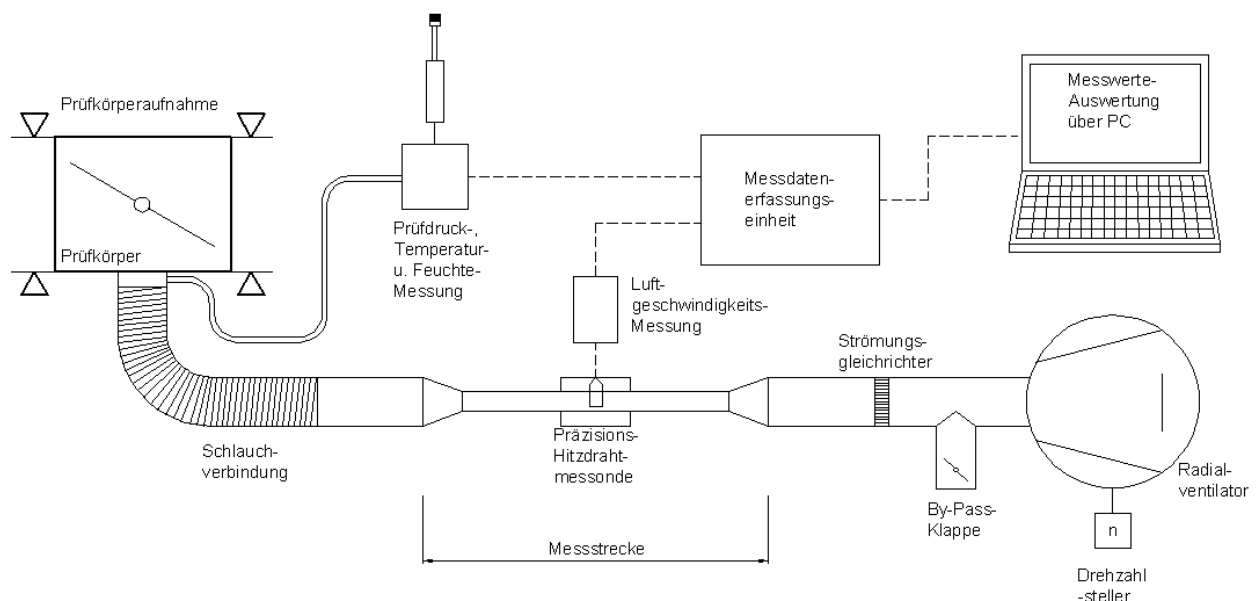 Prüfkörperaufnahme
Prüfkörper
Prüfdruck-,
Temperatur-
u. Feuchte-
Messung
Messdaten-
erfassungs-
einheit
Messwerte-
Auswertung
über PC
Luft-
geschwindigkeits-
Messung
Strömungs-
gleichrichter
Schlauch-
verbindung
Präzisions-
Hitzdraht-
messonde
Messstrecke
By-Pass-
Klappe
Radial-
ventilator
n
Drehzahl
-steller